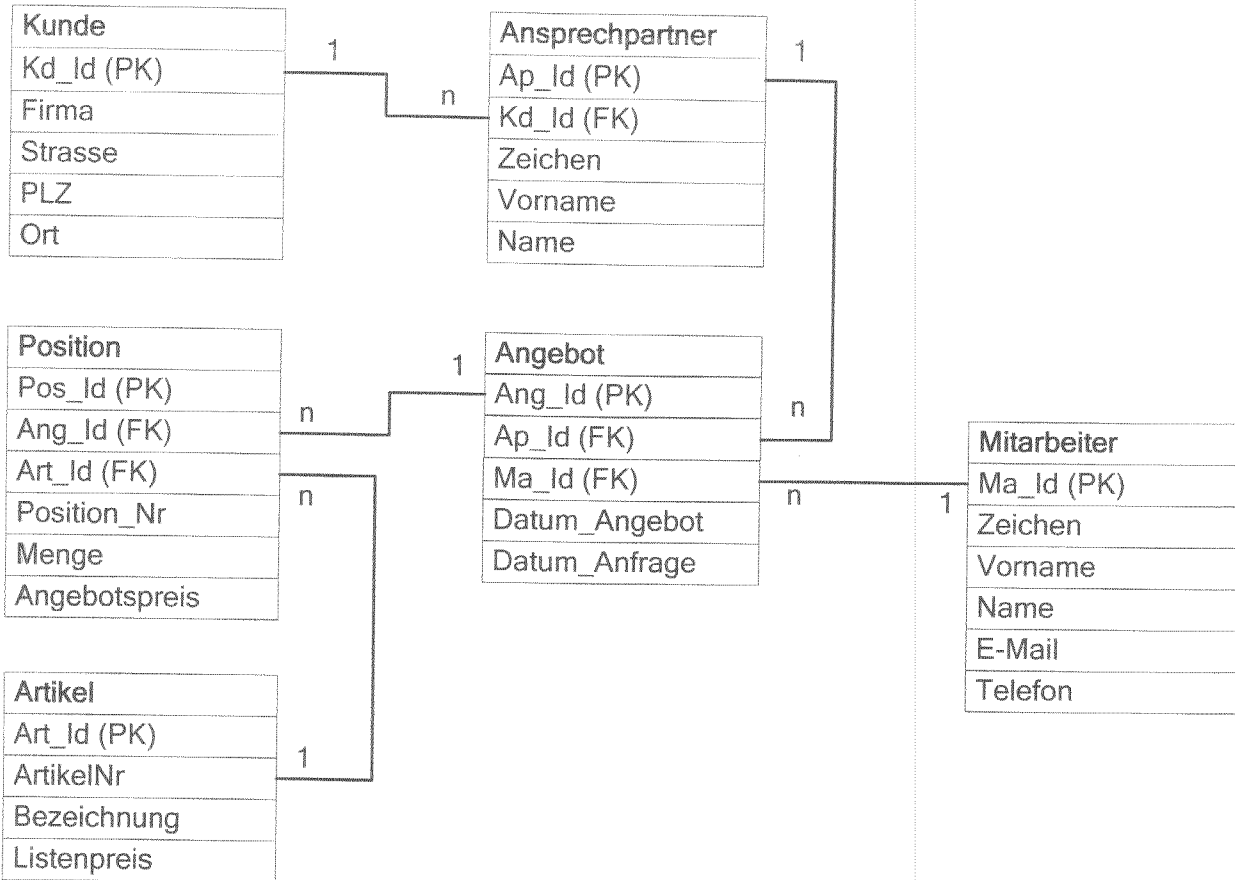 Kunde
Kd_Id (PK)
Firma
Strasse
PLZ
Ort
1
n
Ansprechpartner
Ap_Id (PK)
Kd_Id (FK)
Zeichen
Vorname
Name
1
Position
Pos_Id (PK)
Ang_Id (FK)
Art_Id (FK)
Position_Nr
Menge
Angebotspreis
n
n
1
Angebot
Ang_Id (PK)
Ap_Id (FK)
Ma_Id (FK)
Datum_Angebot
Datum_Anfrage
n
n
1
Mitarbeiter
Ma_Id (PK)
Zeichen
Vorname
Name
E-Mail
Telefon
Artikel
Art_Id (PK)
ArtikelNr
Bezeichnung
Listenpreis
1